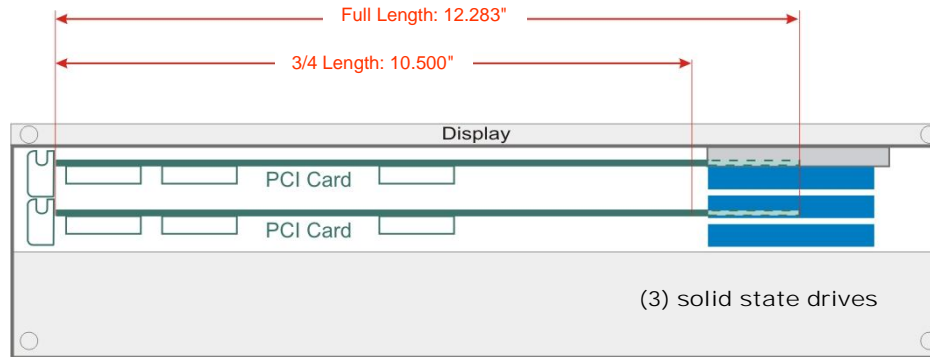 Full Length: 12.283"
3/4 Length: 10.500"
Display
PCI Card
PCI Card
(3) solid state drives